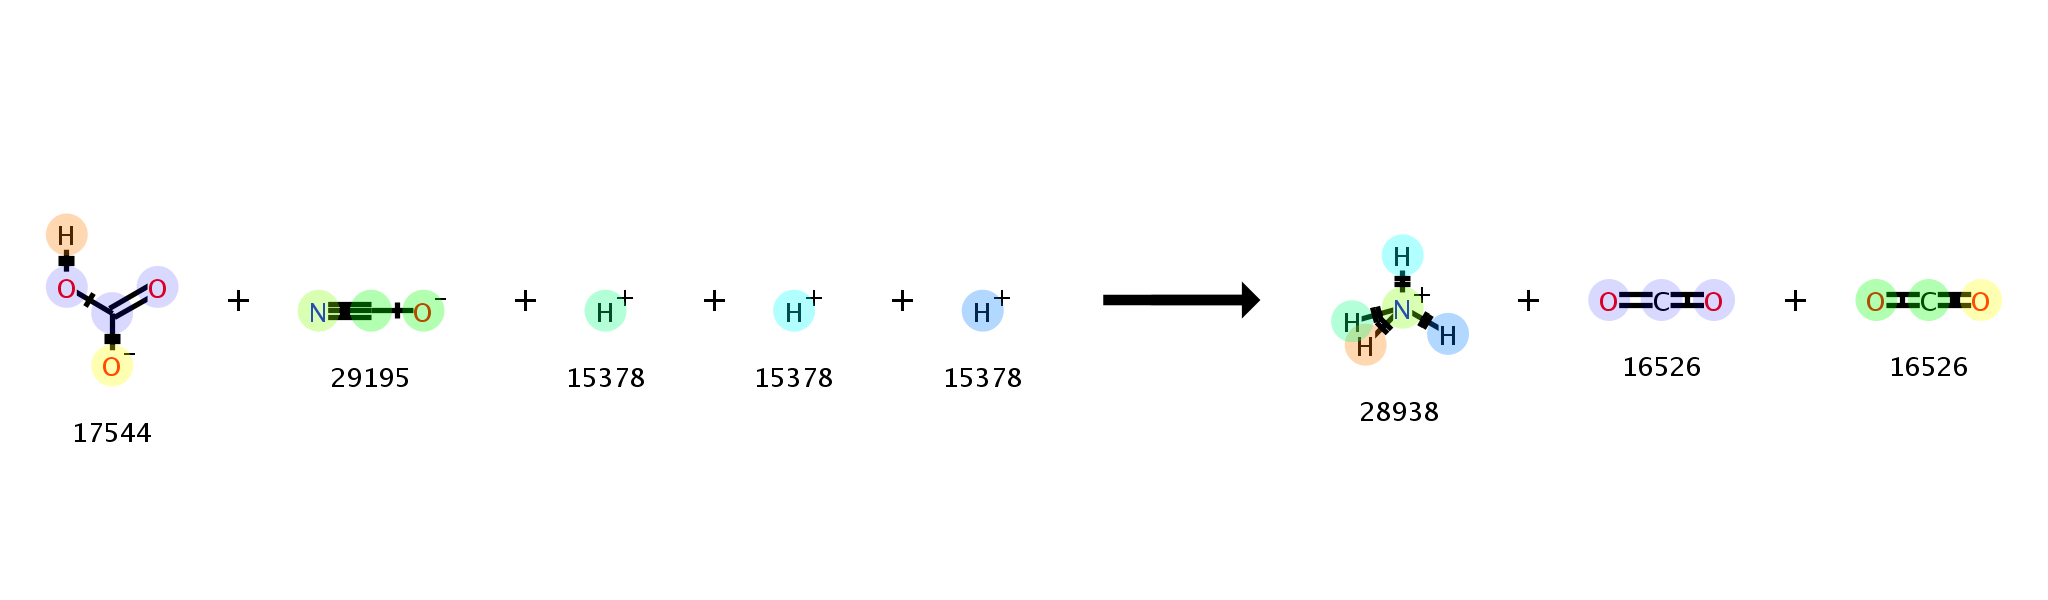 H
O O
O⁻
17544
+
N O⁻
29195
+
H⁺
15378
+
H⁺
15378
+
H⁺
15378
H
N⁺
H H
H
28938
+
O C O
16526
+
O C O
16526